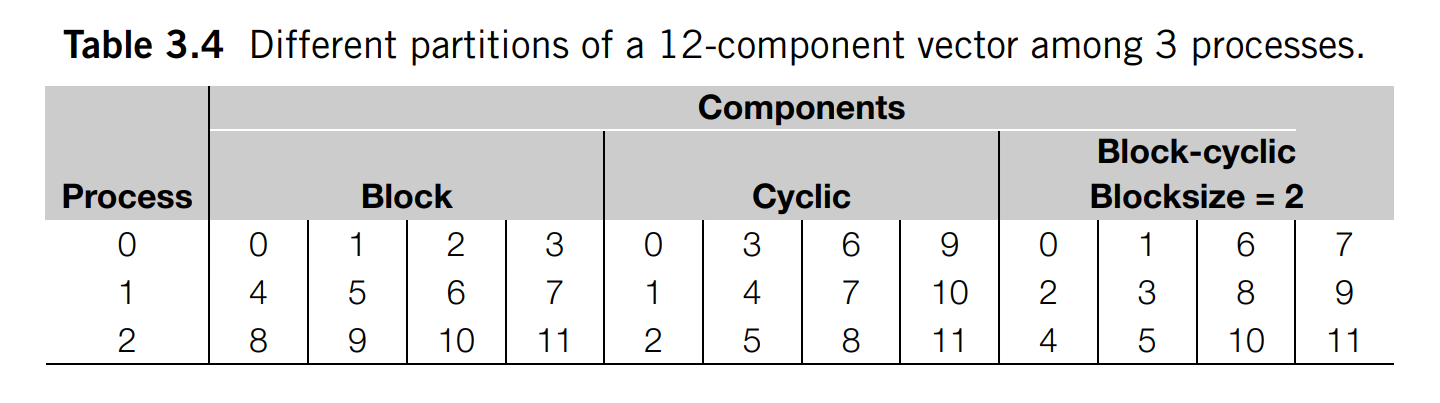 Table 3.4 Different partitions of a 12-component vector among 3 processes.
Components
Block-cyclic
Process Block Cyclic Blocksize = 2
0 0 1 2 3 0 3 6 9 0 1 6 7
1 4 5 6 7 1 4 7 10 2 3 8 9
2 8 9 10 11 2 5 8 11 4 5 10 11